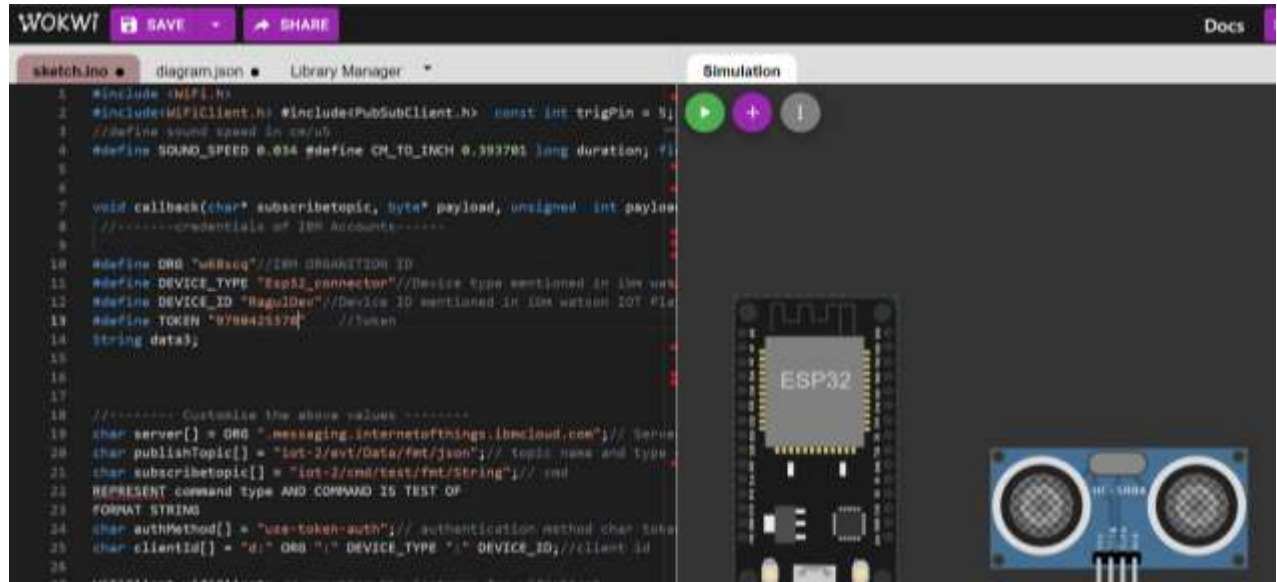 WOKWI SAVE SHARE Docs
sketch.ino diagram.json Library Manager Simulation
1 #include <WiFi.h>
2 #include<WiFiClient.h> #include<PubSubClient.h> const int trigPin = 5;
3 //define sound speed in cm/uS
4 #define SOUND_SPEED 0.034 #define CM_TO_INCH 0.393701 long duration; fl
5
6
7 void callback(char* subscribetopic, byte* payload, unsigned int payloa
8 //-------credentials of IBM Accounts------
9
10 #define ORG //IBM ORGANITION ID
11 #define DEVICE_TYPE "Esp32_connector"//Device type mentioned in ibm wat
12 #define DEVICE_ID "RagulDev"//Device ID mentioned in ibm watson IOT Pla
13 #define TOKEN //Token
14 String data3;
15
16
17
18 //-------- Customise the above values --------
19 char server[] = ORG ".messaging.internetofthings.ibmcloud.com";// Serve
20 char publishTopic[] = "iot-2/evt/Data/fmt/json";// topic name and type
21 char subscribetopic[] = "iot-2/cmd/test/fmt/String";// cmd
22 REPRESENT command type AND COMMAND IS TEST OF
23 FORMAT STRING
24 char authMethod[] = "use-token-auth";// authentication method char toke
25 char clientId[] = "d:" ORG ":" DEVICE_TYPE ":" DEVICE_ID;//client id
26
ESP32
HC-SR04